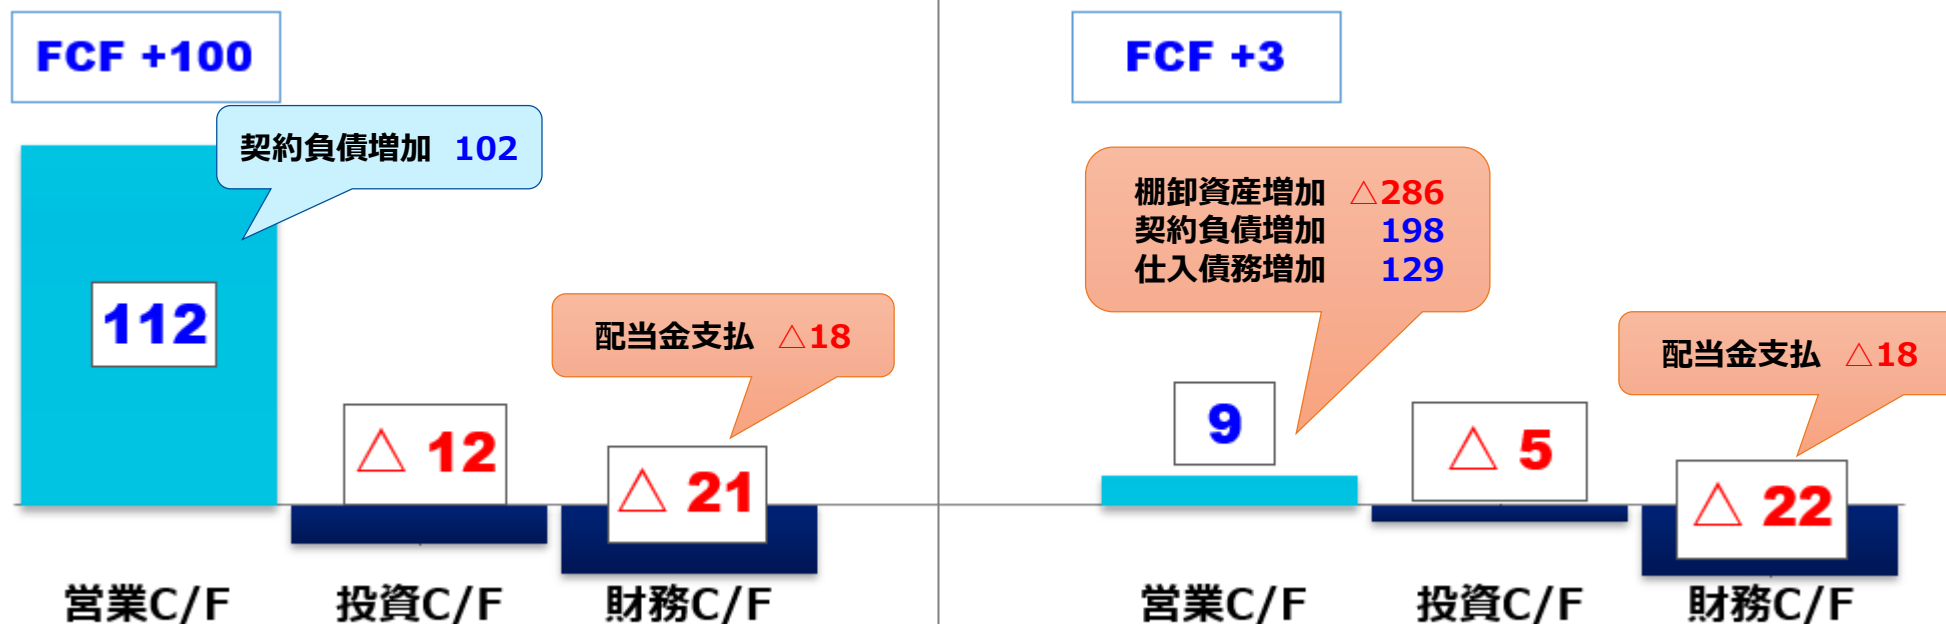 FCF +100
契約負債増加 102
112
配当金支払 △18
△ 12
△ 21
営業C/F 投資C/F 財務C/F
FCF +3
棚卸資産増加 △286
契約負債増加 198
仕入債務増加 129
配当金支払 △18
9
△ 5
△ 22
営業C/F 投資C/F 財務C/F